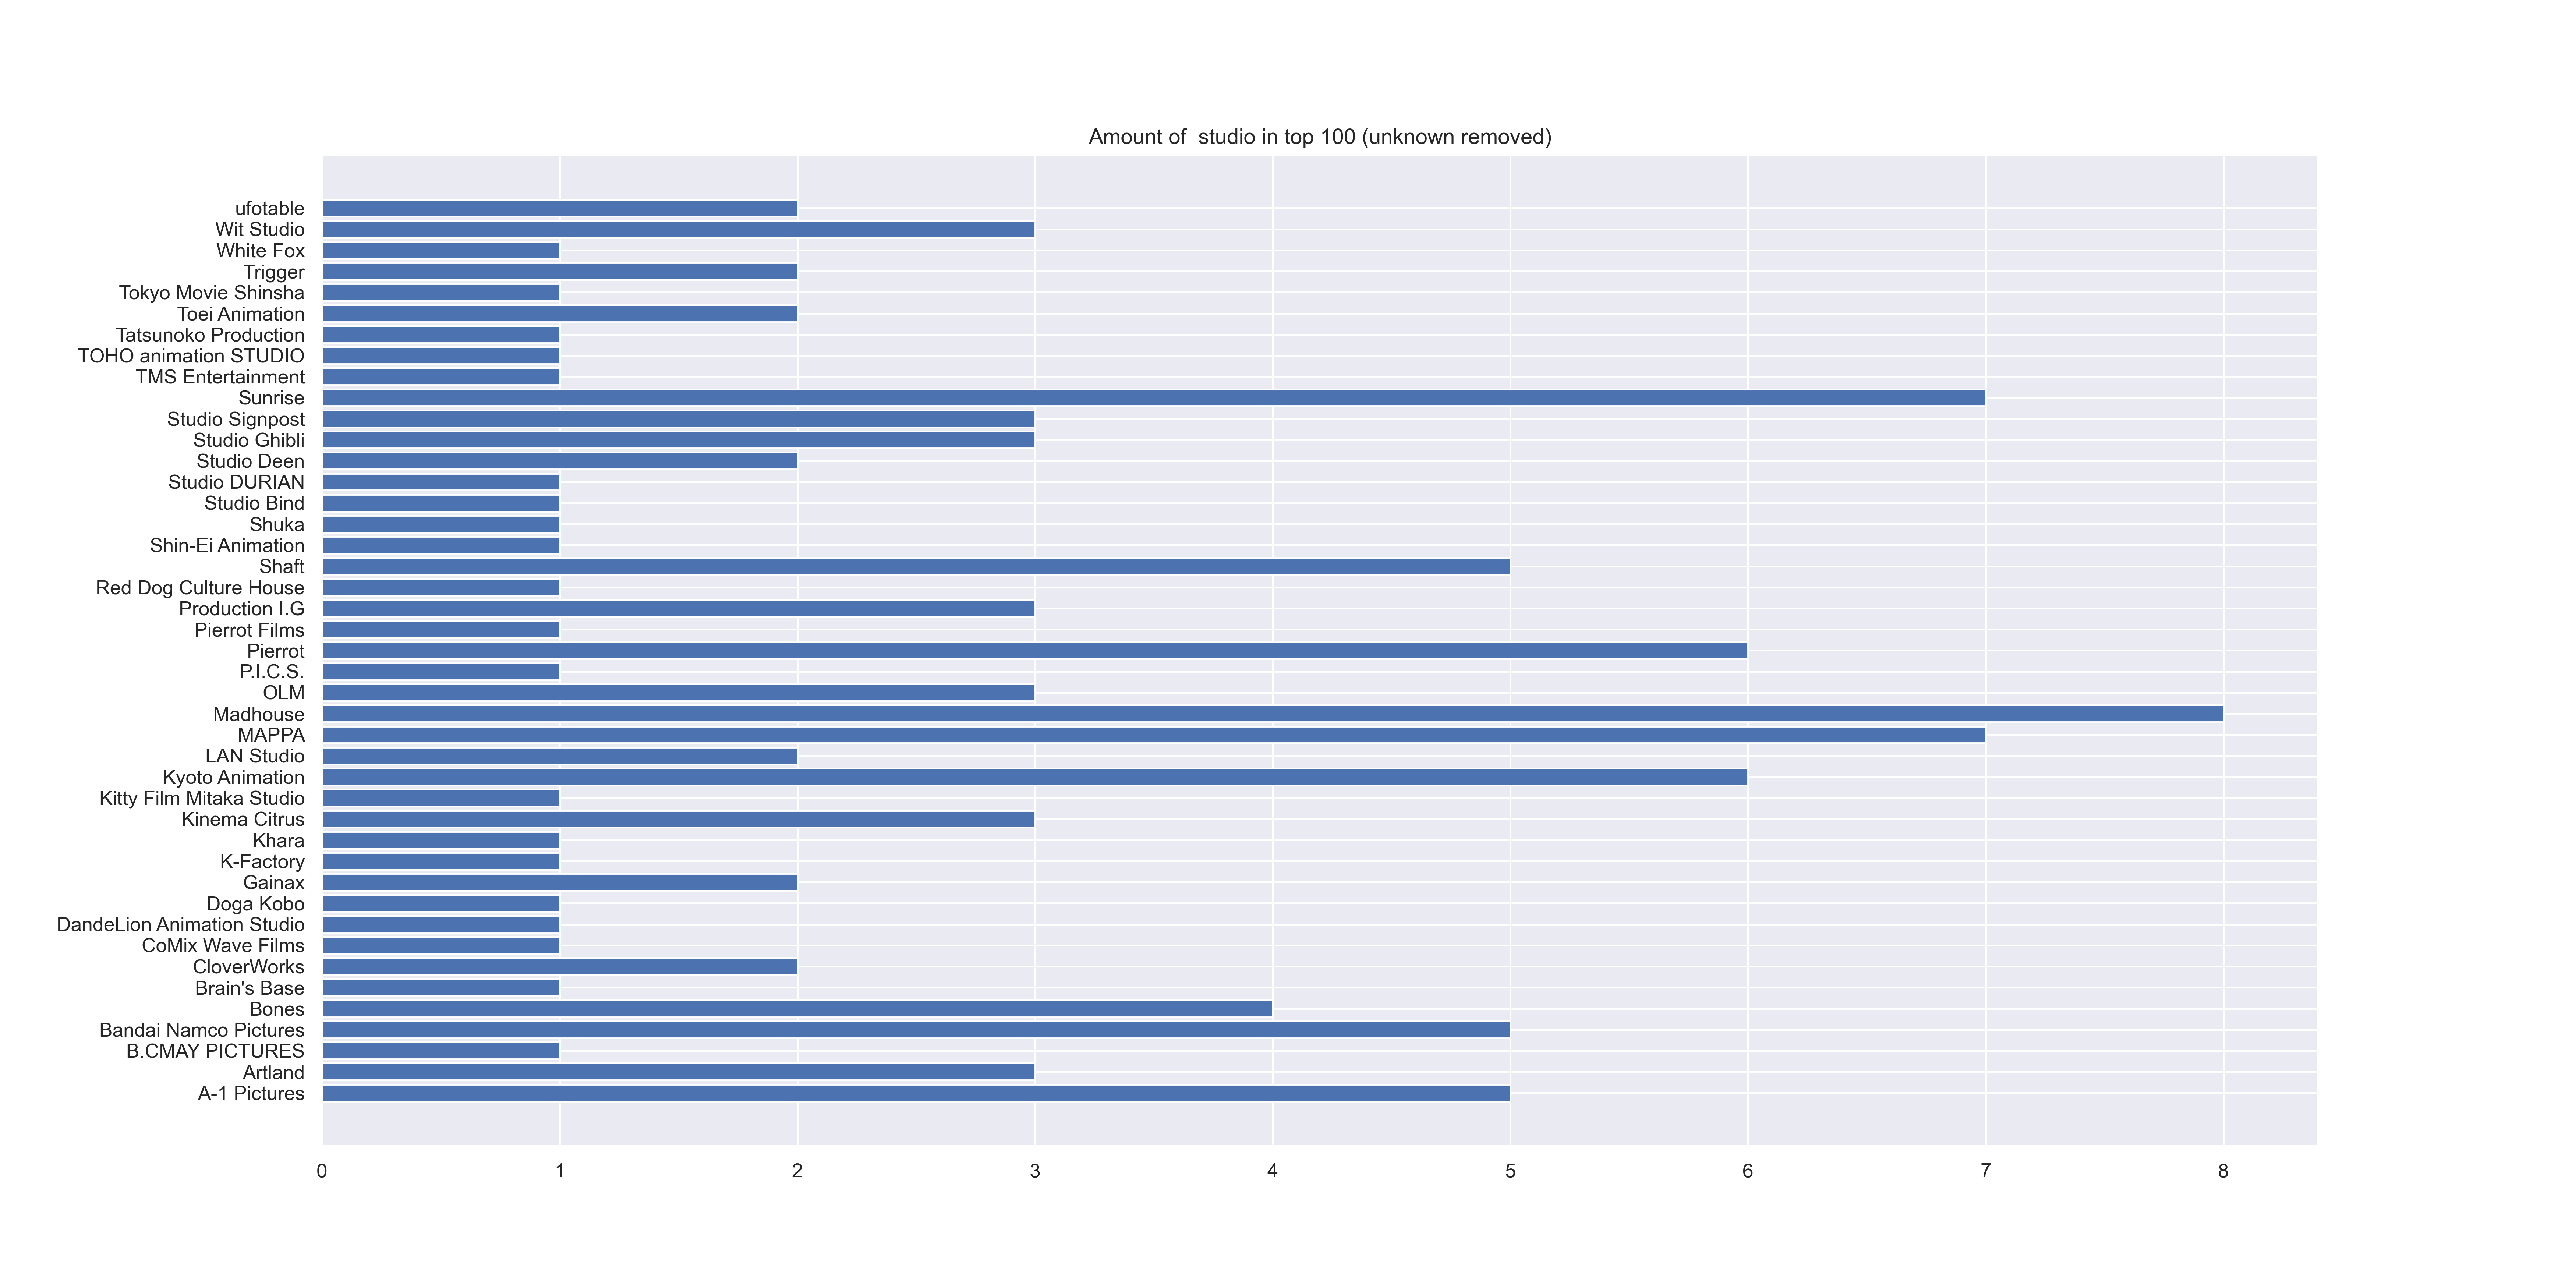 Amount of  studio in top 100 (unknown removed)
ufotable
Wit Studio
White Fox
Trigger
Tokyo Movie Shinsha
Toei Animation
Tatsunoko Production
TOHO animation STUDIO
TMS Entertainment
Sunrise
Studio Signpost
Studio Ghibli
Studio Deen
Studio DURIAN
Studio Bind
Shuka
Shin-Ei Animation
Shaft
Red Dog Culture House
Production I.G
Pierrot Films
Pierrot
P.I.C.S.
OLM
Madhouse
MAPPA
LAN Studio
Kyoto Animation
Kitty Film Mitaka Studio
Kinema Citrus
Khara
K-Factory
Gainax
Doga Kobo
DandeLion Animation Studio
CoMix Wave Films
CloverWorks
Brain's Base
Bones
Bandai Namco Pictures
B.CMAY PICTURES
Artland
A-1 Pictures
0 1 2 3 4 5 6 7 8